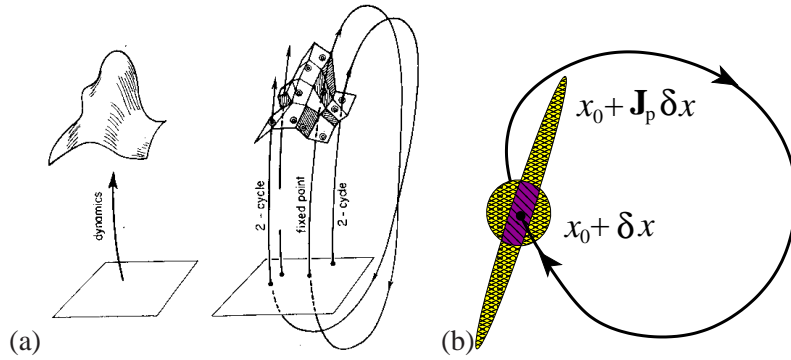 (a)
dynamics
2-cycle
fixed point
2-cycle
(b)
x₀ + J_p δx
x₀ + δx